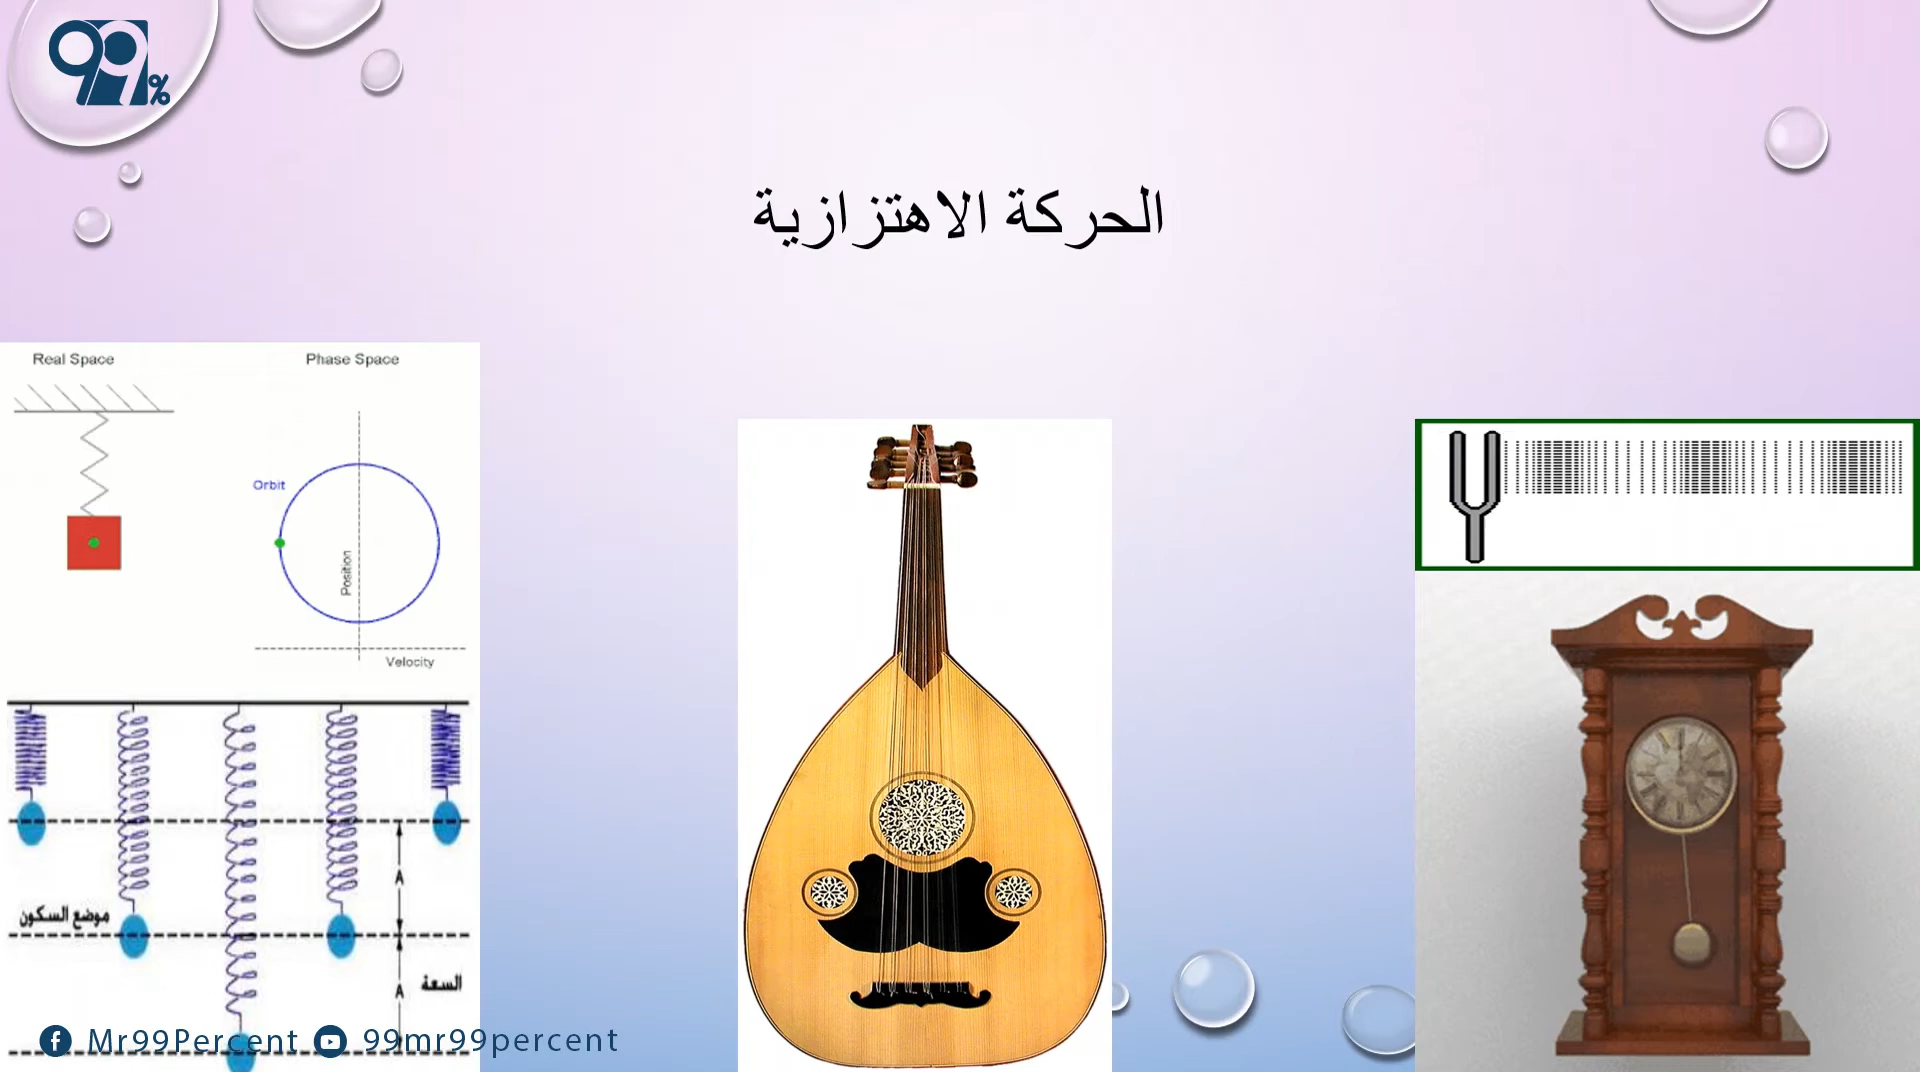 99%
الحركة الاهتزازية
Real Space
Phase Space
Orbit
Position
Velocity
A
موضع السكون
A
السعة
Mr99Percent
99mr99percent